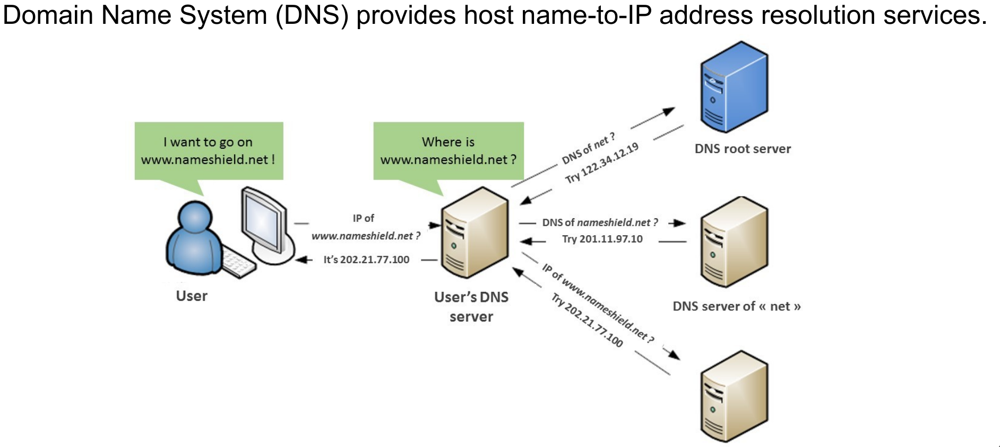 Domain Name System (DNS) provides host name-to-IP address resolution services.
I want to go on
www.nameshield.net !
Where is
www.nameshield.net ?
DNS of net ?
Try 122.34.12.19
DNS root server
IP of
www.nameshield.net ?
It's 202.21.77.100
DNS of nameshield.net ?
Try 201.11.97.10
User
User's DNS
server
IP of www.nameshield.net ?
Try 202.21.77.100
DNS server of « net »